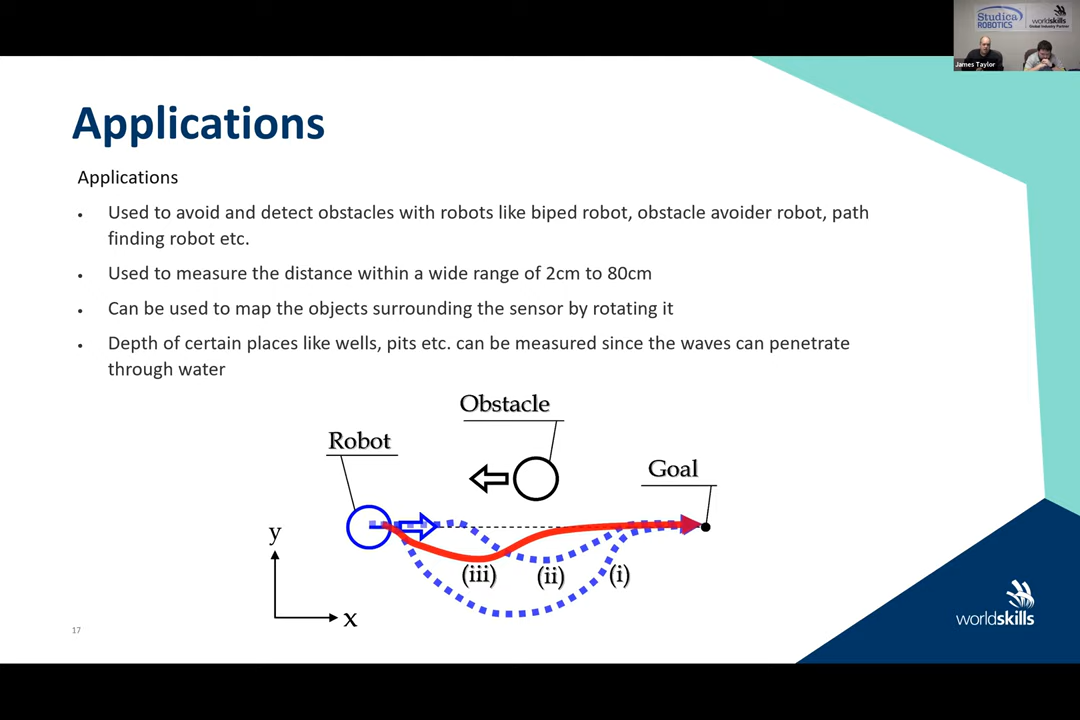 Studica
ROBOTICS
worldskills
Global Industry Partner
James Taylor
Applications
Applications
• Used to avoid and detect obstacles with robots like biped robot, obstacle avoider robot, path
finding robot etc.
• Used to measure the distance within a wide range of 2cm to 80cm
• Can be used to map the objects surrounding the sensor by rotating it
• Depth of certain places like wells, pits etc. can be measured since the waves can penetrate
through water
Obstacle
Robot
Goal
y
(iii)
(ii)
(i)
x
worldskills
17